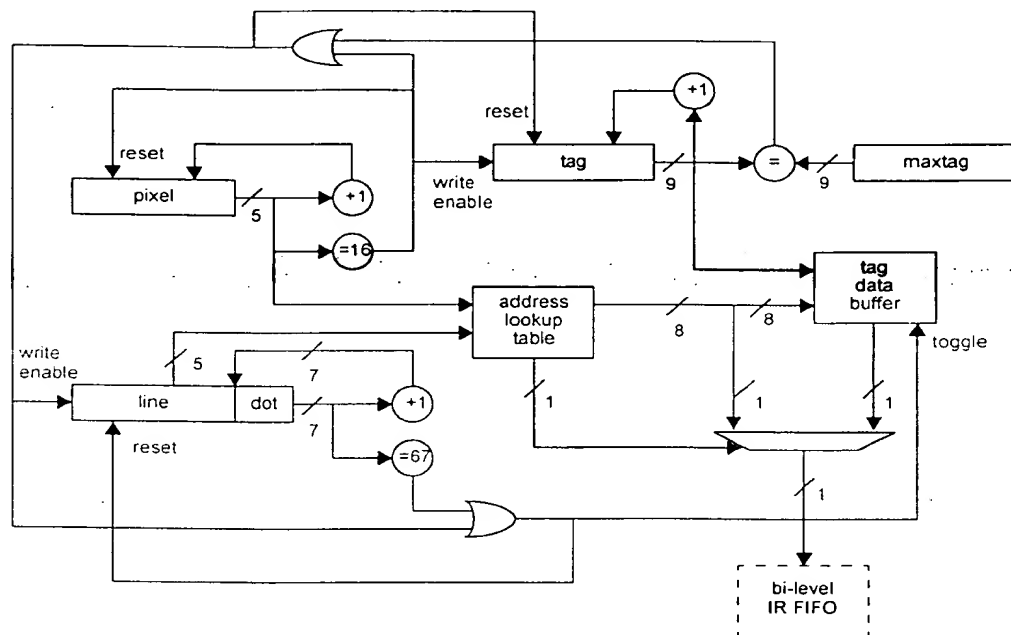 +1
reset
tag
9
=
9
maxtag
write
enable
reset
pixel
5
+1
=16
tag
data
buffer
address
lookup
table
8
8
toggle
write
enable
5
7
1
1
1
line
dot
7
+1
reset
=67
1
bi-level
IR FIFO